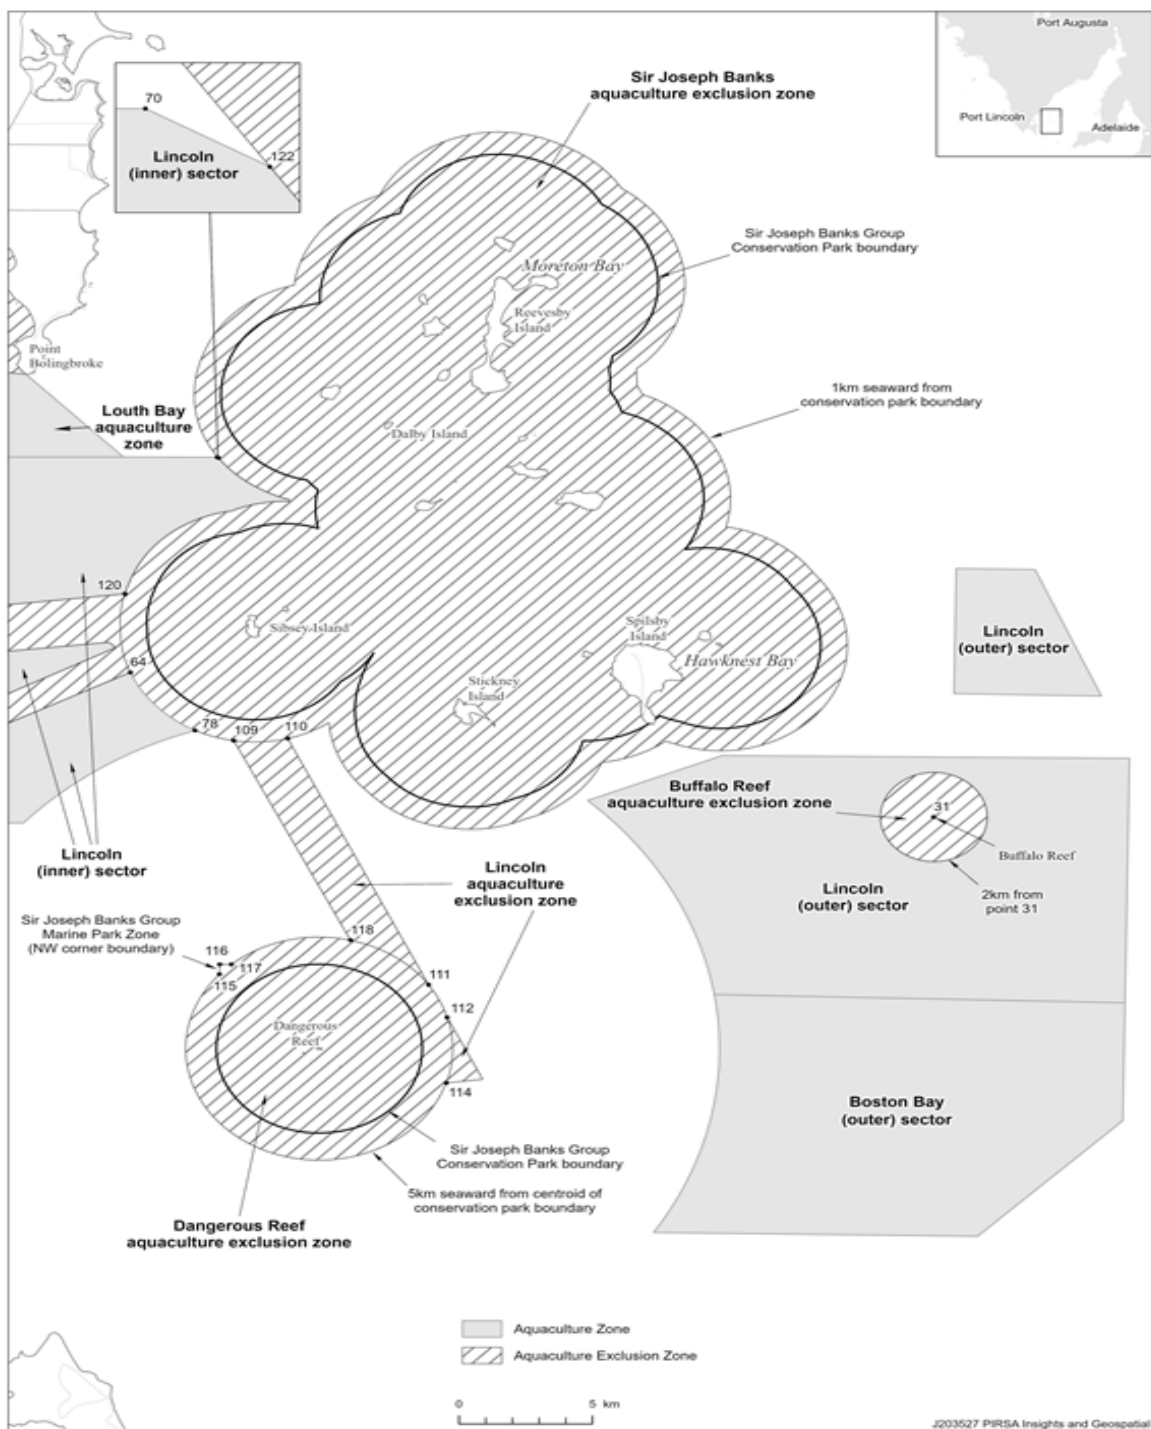 Port Augusta
Port Lincoln
Adelaide
70
122
Lincoln
(inner) sector
Sir Joseph Banks
aquaculture exclusion zone
Sir Joseph Banks Group
Conservation Park boundary
Moreton Bay
Reevesby
Island
Point
Bolingbroke
1km seaward from
conservation park boundary
Louth Bay
aquaculture
zone
Dalby Island
120
Sibsey Island
Spilsby
Island
Hawknest Bay
Lincoln
(outer) sector
64
Stickney
Island
78
109
110
Buffalo Reef
aquaculture exclusion zone
31
Buffalo Reef
2km from
point 31
Lincoln
(inner) sector
Lincoln
aquaculture
exclusion zone
Lincoln
(outer) sector
Sir Joseph Banks Group
Marine Park Zone
(NW corner boundary)
118
116
117
115
111
112
Dangerous
Reef
114
Boston Bay
(outer) sector
Sir Joseph Banks Group
Conservation Park boundary
5km seaward from centroid of
conservation park boundary
Dangerous Reef
aquaculture exclusion zone
Aquaculture Zone
Aquaculture Exclusion Zone
0 5 km
J203527 PIRSA Insights and Geospatial